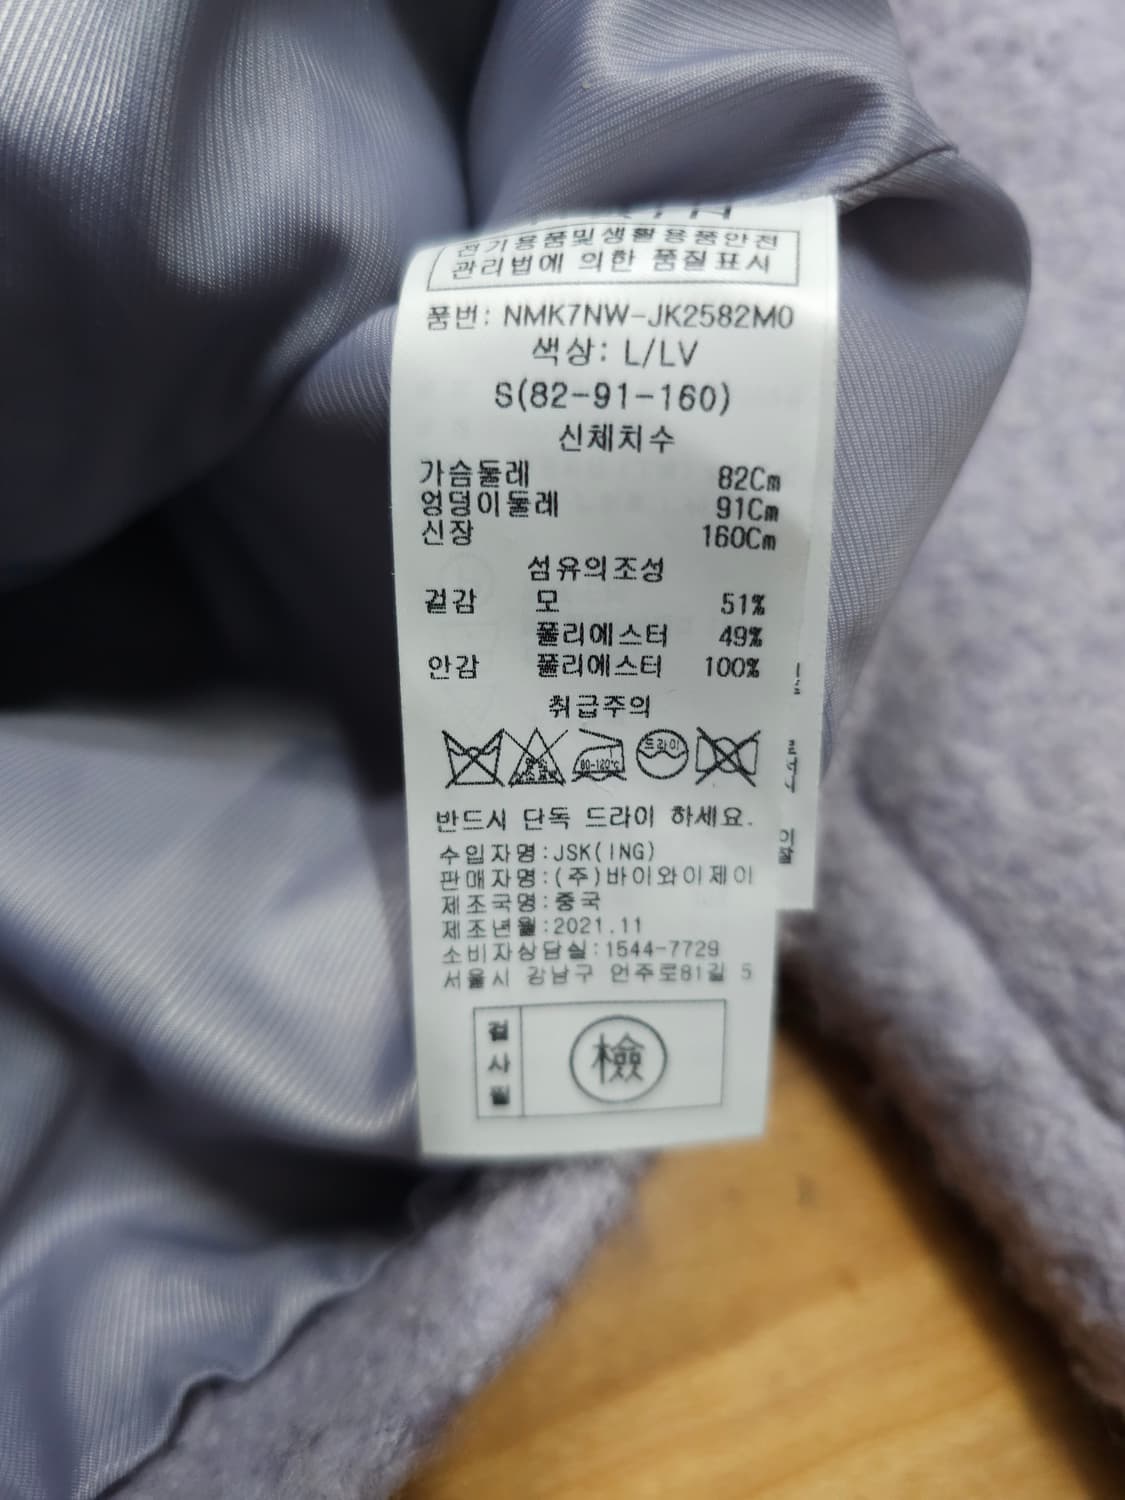 전기용품및생활용품안전
관리법에 의한 품질표시
품번: NMK7NW-JK2582M0
색상: L/LV
S(82-91-160)
신체치수
가슴둘레 82Cm
엉덩이둘레 91Cm
신장 160Cm
섬유의조성
겉감 모 51%
폴리에스터 49%
안감 폴리에스터 100%
취급주의
80-120℃ 드라이
반드시 단독 드라이 하세요.
수입자명:JSK(ING)
판매자명:(주)바이와이제이
제조국명:중국
제조년월:2021.11
소비자상담실:1544-7729
서울시 강남구 언주로81길 5
검사필
檢